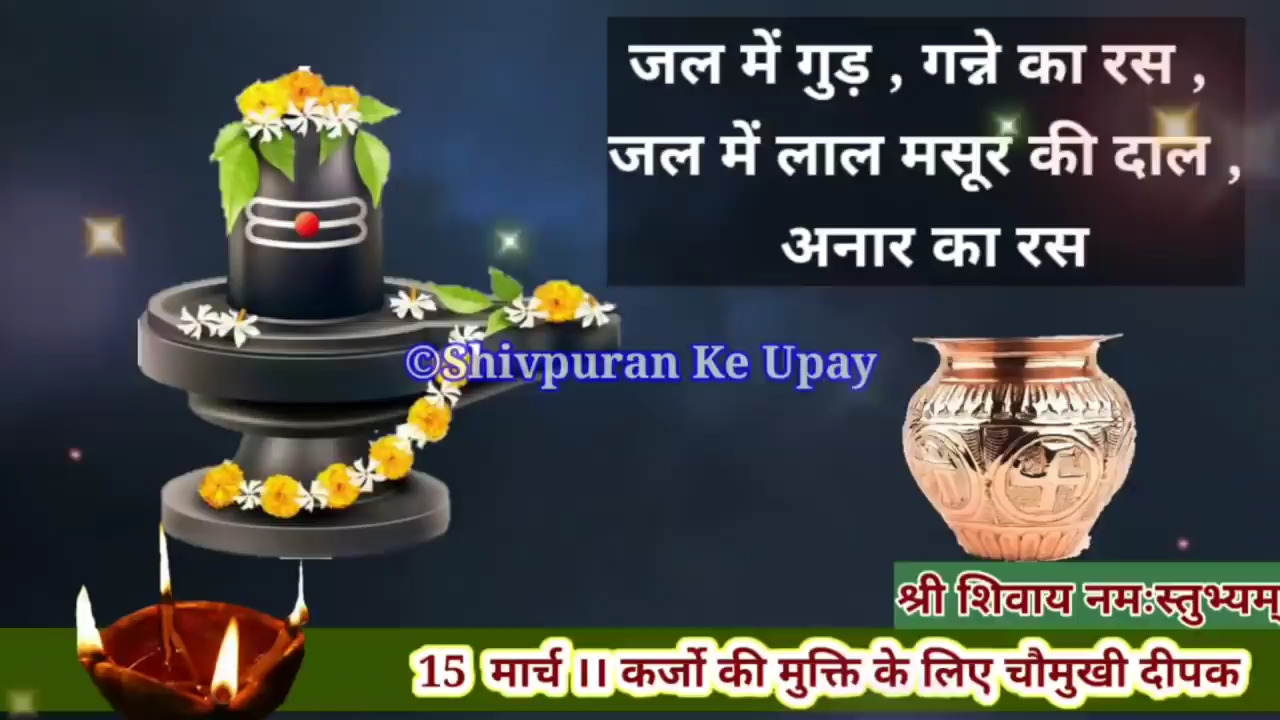 जल में गुड़ , गन्ने का रस ,
जल में लाल मसूर की दाल ,
अनार का रस
©Shivpuran Ke Upay
श्री शिवाय नमःस्तुभ्यम्
15 मार्च ।। कर्जो की मुक्ति के लिए चौमुखी दीपक